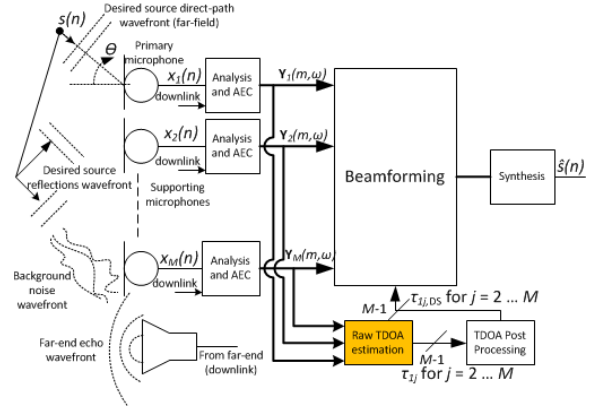 s(n)
Desired source direct-path
wavefront (far-field)
Θ
Primary
microphone
x1(n)
downlink
Analysis
and AEC
Y1(m,ω)
x2(n)
downlink
Analysis
and AEC
Y2(m,ω)
Desired source
reflections wavefront
Supporting
microphones
Beamforming
Synthesis
ŝ(n)
xM(n)
downlink
Analysis
and AEC
YM(m,ω)
Background
noise
wavefront
Far-end echo
wavefront
From far-end
(downlink)
M-1
τ1j,DS for j = 2 ... M
Raw TDOA
estimation
M-1
TDOA Post
Processing
τ1j for j = 2 ... M